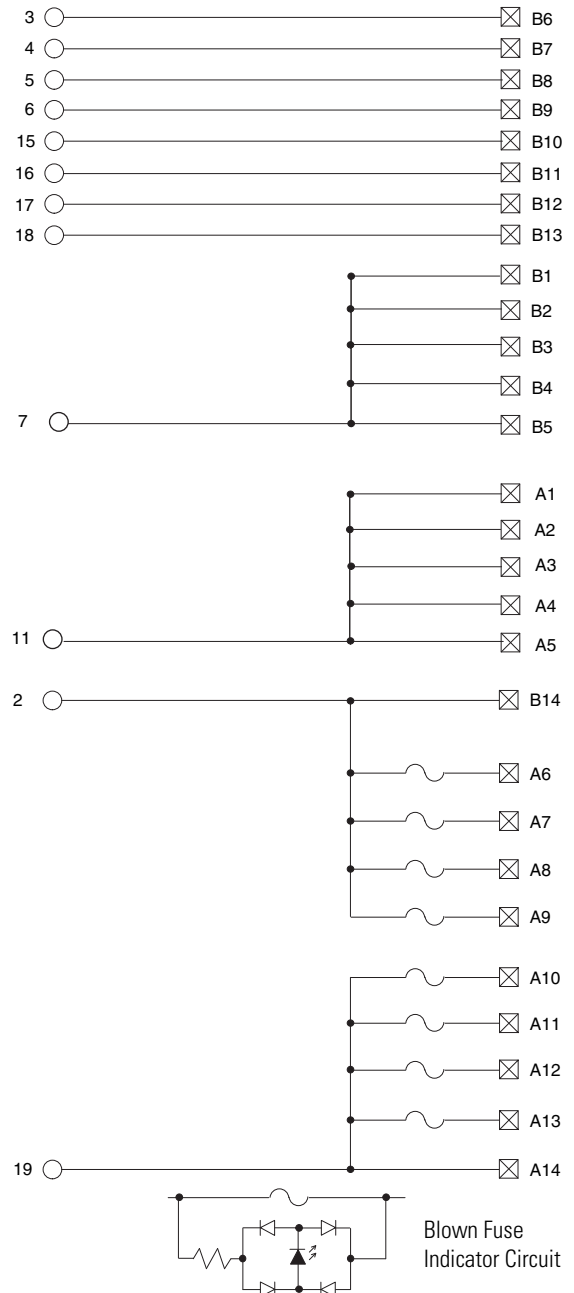 3 B6
4 B7
5 B8
6 B9
15 B10
16 B11
17 B12
18 B13
B1
B2
B3
B4
7 B5
A1
A2
A3
A4
11 A5
2 B14
A6
A7
A8
A9
A10
A11
A12
A13
19 A14
Blown Fuse
Indicator Circuit